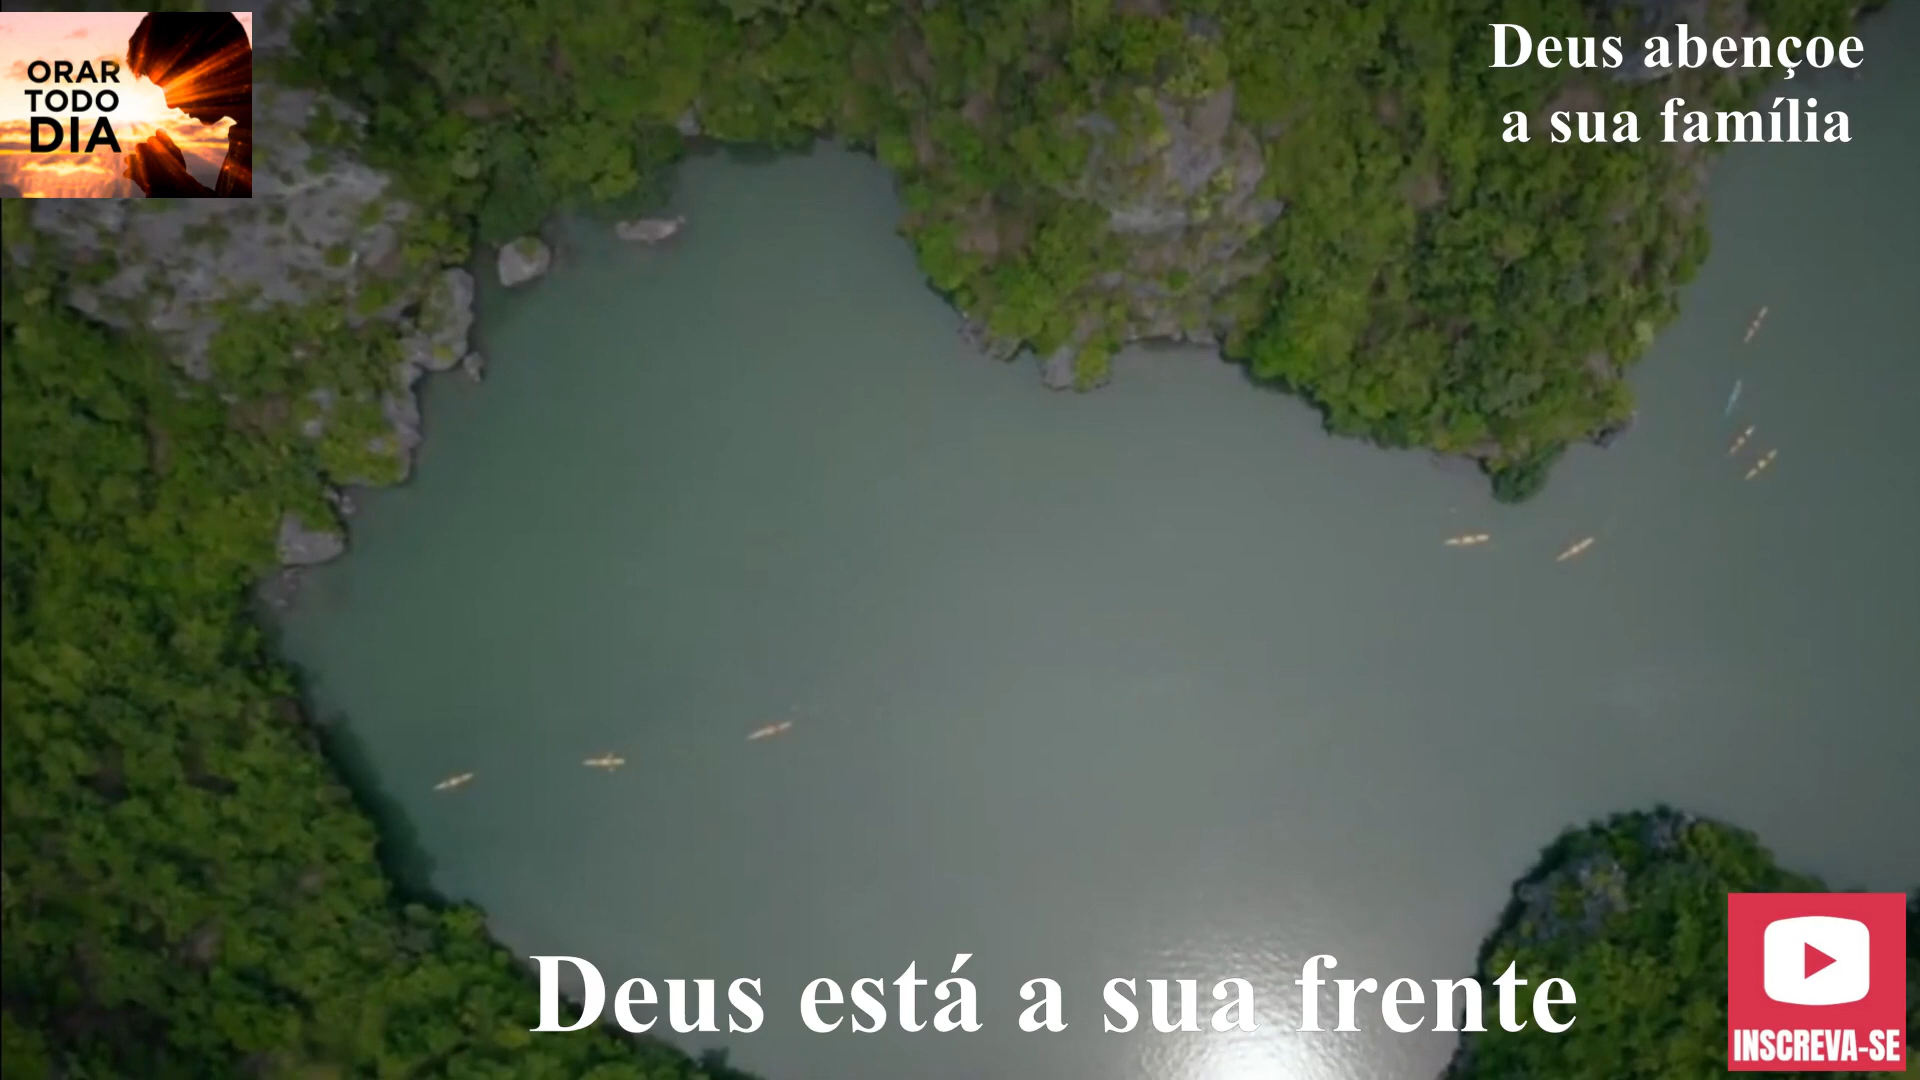 ORAR
TODO
DIA
Deus abençoe
a sua família
Deus está a sua frente
INSCREVA-SE